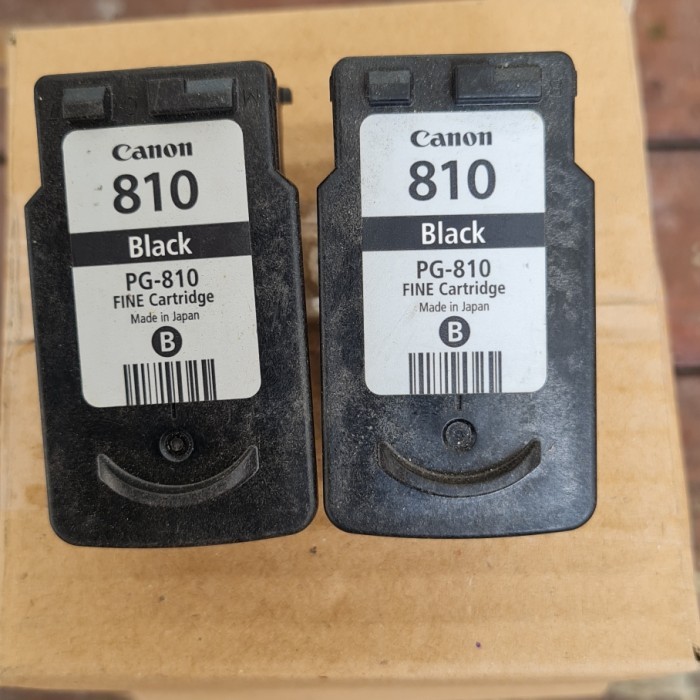 Canon
810
Black
PG-810
FINE Cartridge
Made in Japan
B
Canon
810
Black
PG-810
FINE Cartridge
Made in Japan
B